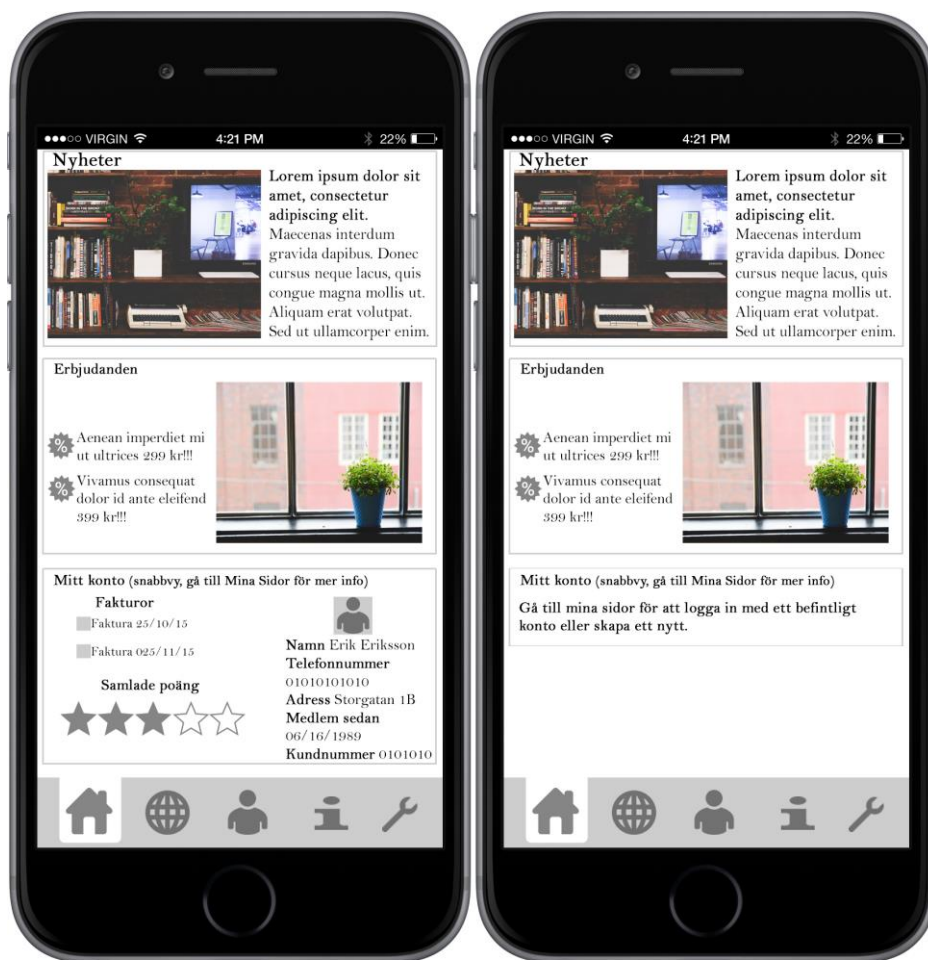 VIRGIN 4:21 PM 22%
Nyheter
Lorem ipsum dolor sit
amet, consectetur
adipiscing elit.
Maecenas interdum
gravida dapibus. Donec
cursus neque lacus, quis
congue magna mollis ut.
Aliquam erat volutpat.
Sed ut ullamcorper enim.
Erbjudanden
% Aenean imperdiet mi
ut ultrices 299 kr!!!
% Vivamus consequat
dolor id ante eleifend
399 kr!!!
Mitt konto (snabbvy, gå till Mina Sidor för mer info)
Fakturor
Faktura 25/10/15
Faktura 025/11/15
Samlade poäng
Namn Erik Eriksson
Telefonnummer
01010101010
Adress Storgatan 1B
Medlem sedan
06/16/1989
Kundnummer 0101010
VIRGIN 4:21 PM 22%
Nyheter
Lorem ipsum dolor sit
amet, consectetur
adipiscing elit.
Maecenas interdum
gravida dapibus. Donec
cursus neque lacus, quis
congue magna mollis ut.
Aliquam erat volutpat.
Sed ut ullamcorper enim.
Erbjudanden
% Aenean imperdiet mi
ut ultrices 299 kr!!!
% Vivamus consequat
dolor id ante eleifend
399 kr!!!
Mitt konto (snabbvy, gå till Mina Sidor för mer info)
Gå till mina sidor för att logga in med ett befintligt
konto eller skapa ett nytt.